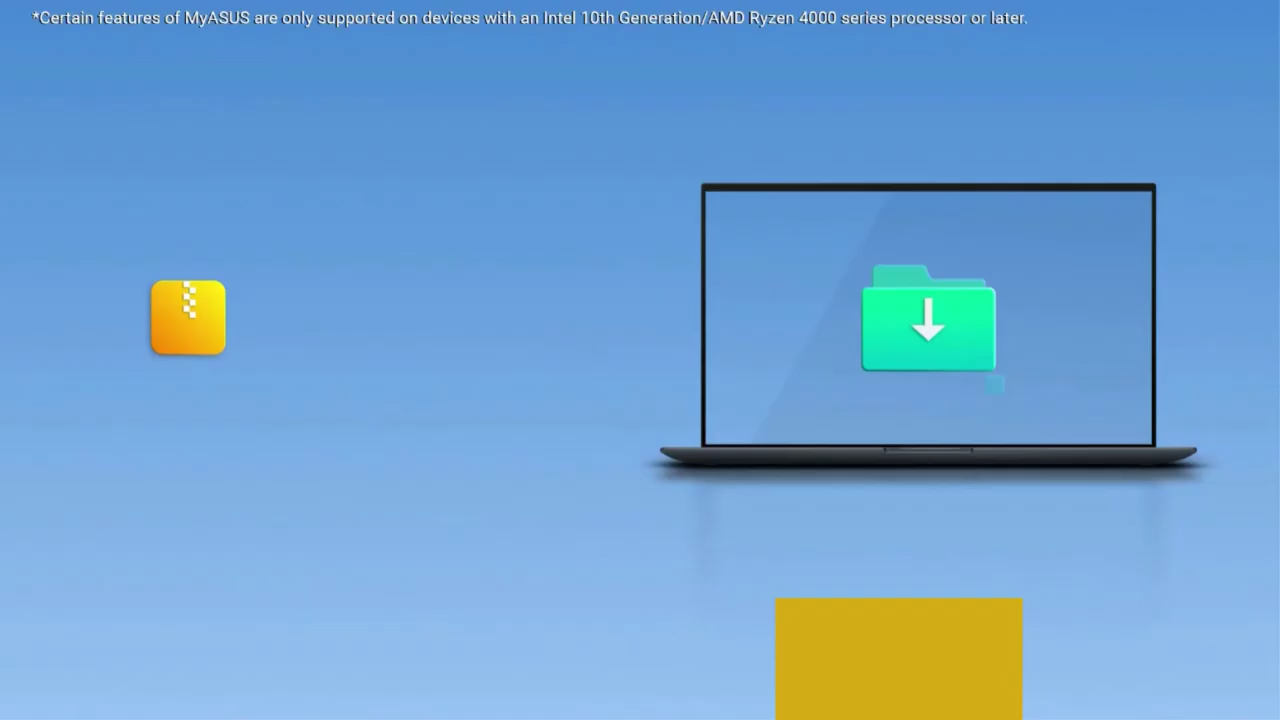 *Certain features of MyASUS are only supported on devices with an Intel 10th Generation/AMD Ryzen 4000 series processor or later.